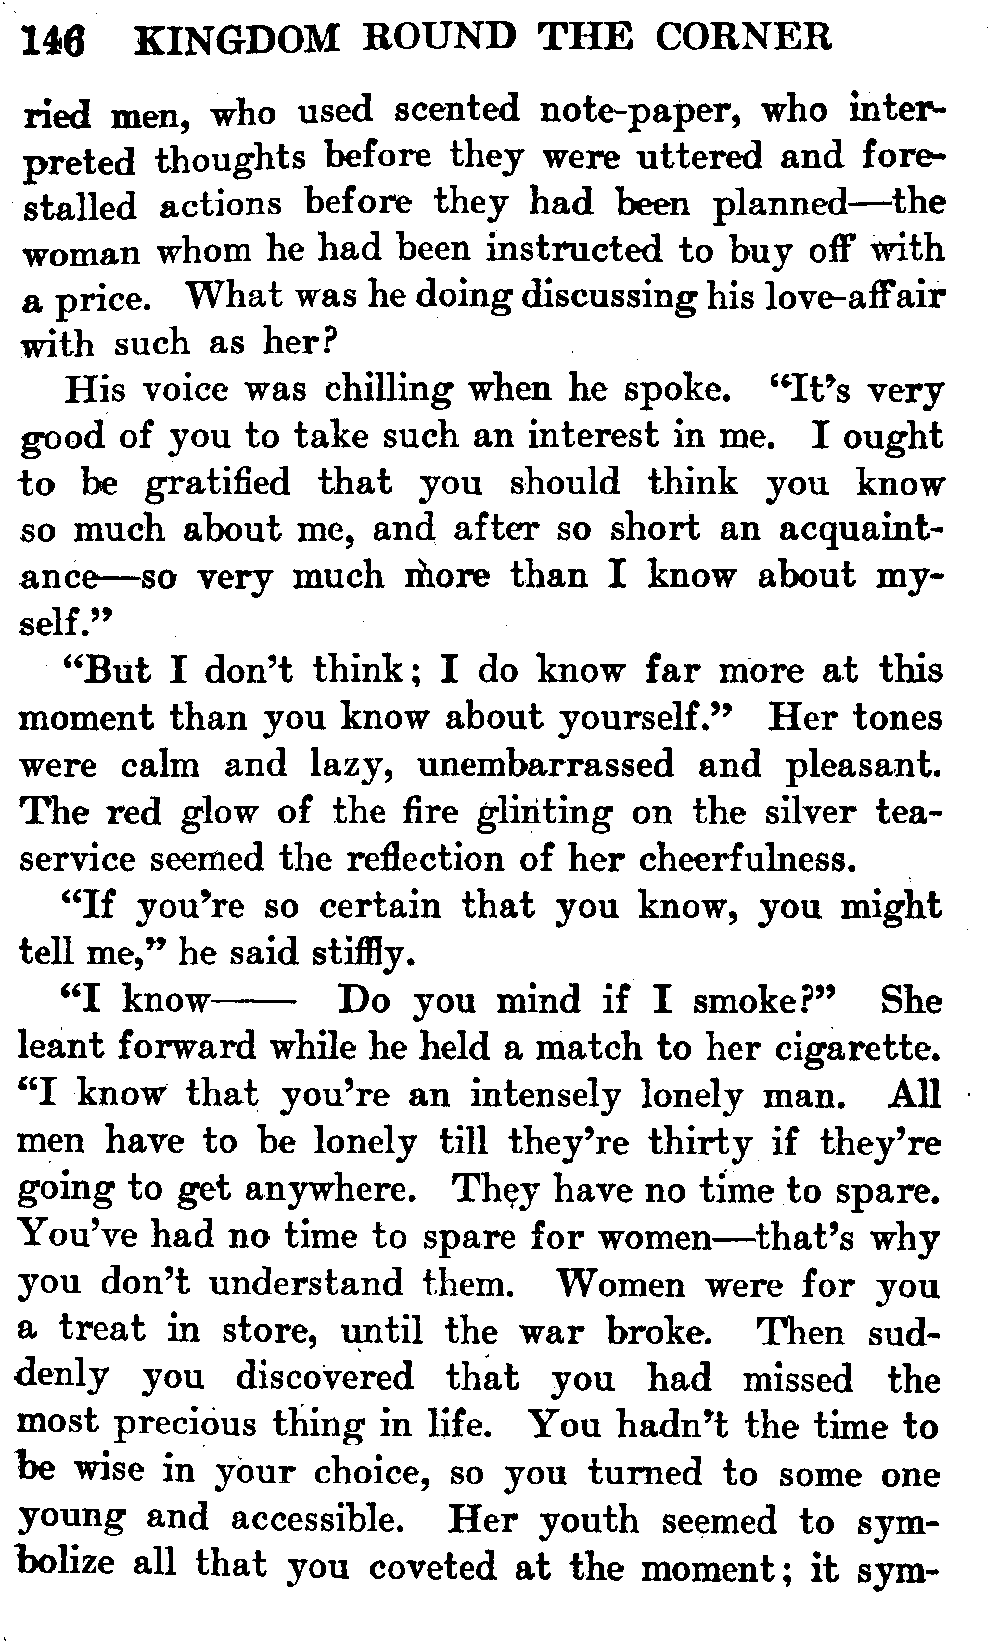 146 KINGDOM ROUND THE CORNER
ried men, who used scented note-paper, who inter-
preted thoughts before they were uttered and fore-
stalled actions before they had been planned—the
woman whom he had been instructed to buy off with
a price. What was he doing discussing his love-affair
with such as her?
His voice was chilling when he spoke. “It’s very
good of you to take such an interest in me. I ought
to be gratified that you should think you know
so much about me, and after so short an acquaint-
ance—so very much more than I know about my-
self.”
“But I don’t think; I do know far more at this
moment than you know about yourself.” Her tones
were calm and lazy, unembarrassed and pleasant.
The red glow of the fire glinting on the silver tea-
service seemed the reflection of her cheerfulness.
“If you’re so certain that you know, you might
tell me,” he said stiffly.
“I know—— Do you mind if I smoke?” She
leant forward while he held a match to her cigarette.
“I know that you’re an intensely lonely man. All
men have to be lonely till they’re thirty if they’re
going to get anywhere. They have no time to spare.
You’ve had no time to spare for women—that’s why
you don’t understand them. Women were for you
a treat in store, until the war broke. Then sud-
denly you discovered that you had missed the
most precious thing in life. You hadn’t the time to
be wise in your choice, so you turned to some one
young and accessible. Her youth seemed to sym-
bolize all that you coveted at the moment; it sym-